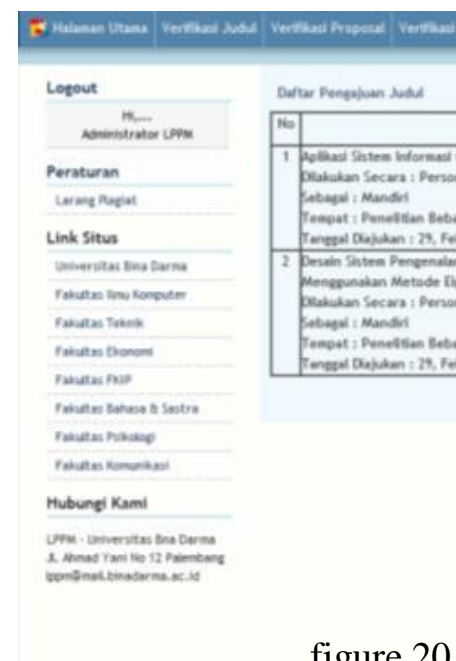 Halaman Utama Verifikasi Judul Verifikasi Proposal Verifikasi
Logout
Hi,....
Administrator LPPM
Peraturan
Larang Plagiat
Link Situs
Universitas Bina Darma
Fakultas Ilmu Komputer
Fakultas Teknik
Fakultas Ekonomi
Fakultas FKIP
Fakultas Bahasa & Sastra
Fakultas Psikologi
Fakultas Komunikasi
Hubungi Kami
LPPM - Universitas Bina Darma
Jl. Ahmad Yani No 12 Palembang
lppm@mail.binadarma.ac.id
Daftar Pengajuan Judul
No
1 Aplikasi Sistem Informasi
Dilakukan Secara : Person
Sebagai : Mandiri
Tempat : Penelitian Beba
Tanggal Diajukan : 29, Fe
2 Desain Sistem Pengenalan
Menggunakan Metode
Dilakukan Secara : Person
Sebagai : Mandiri
Tempat : Penelitian Beba
Tanggal Diajukan : 29, Fe
figure 20